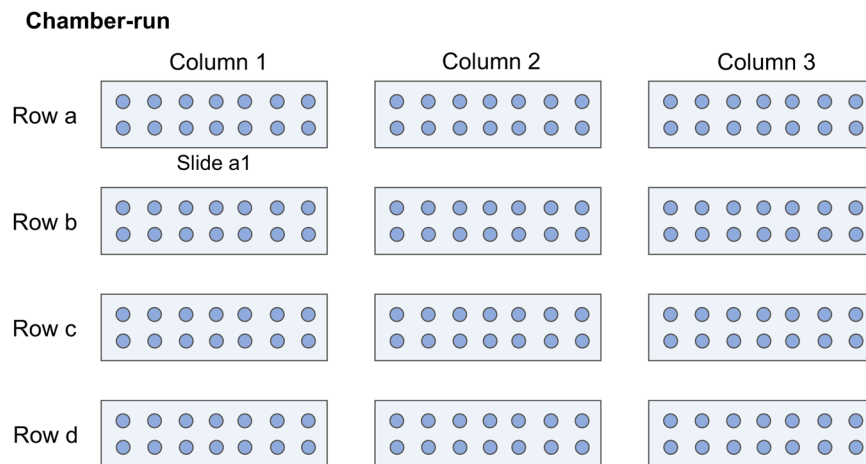 Chamber-run
Column 1 Column 2 Column 3
Row a
Slide a1
Row b
Row c
Row d